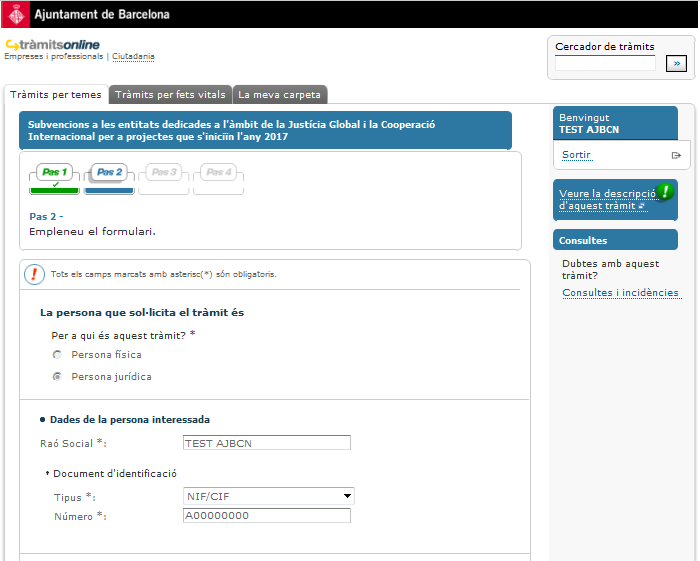 Ajuntament de Barcelona
tràmitsonline
Empreses i professionals | Ciutadania
Cercador de tràmits
»
Tràmits per temes
Tràmits per fets vitals
La meva carpeta
Subvencions a les entitats dedicades a l'àmbit de la Justícia Global i la Cooperació
Internacional per a projectes que s'iniciïn l'any 2017
Pas 1
Pas 2
Pas 3
Pas 4
Pas 2 -
Empleneu el formulari.
Benvingut
TEST AJBCN
Sortir
Veure la descripció
d'aquest tràmit
Consultes
Dubtes amb aquest
tràmit?
Consultes i incidències
Tots els camps marcats amb asterisc(*) són obligatoris.
La persona que sol·licita el tràmit és
Per a qui és aquest tràmit? *
Persona física
Persona jurídica
Dades de la persona interessada
Raó Social *: TEST AJBCN
Document d'identificació
Tipus *: NIF/CIF
Número *: A00000000